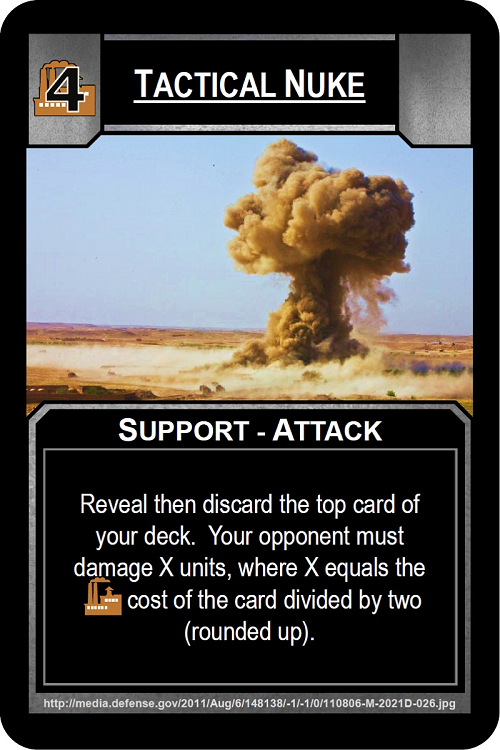 4
TACTICAL NUKE
SUPPORT - ATTACK
Reveal then discard the top card of
your deck.  Your opponent must
damage X units, where X equals the
cost of the card divided by two
(rounded up).
http://media.defense.gov/2011/Aug/6/148138/-1/-1/0/110806-M-2021D-026.jpg